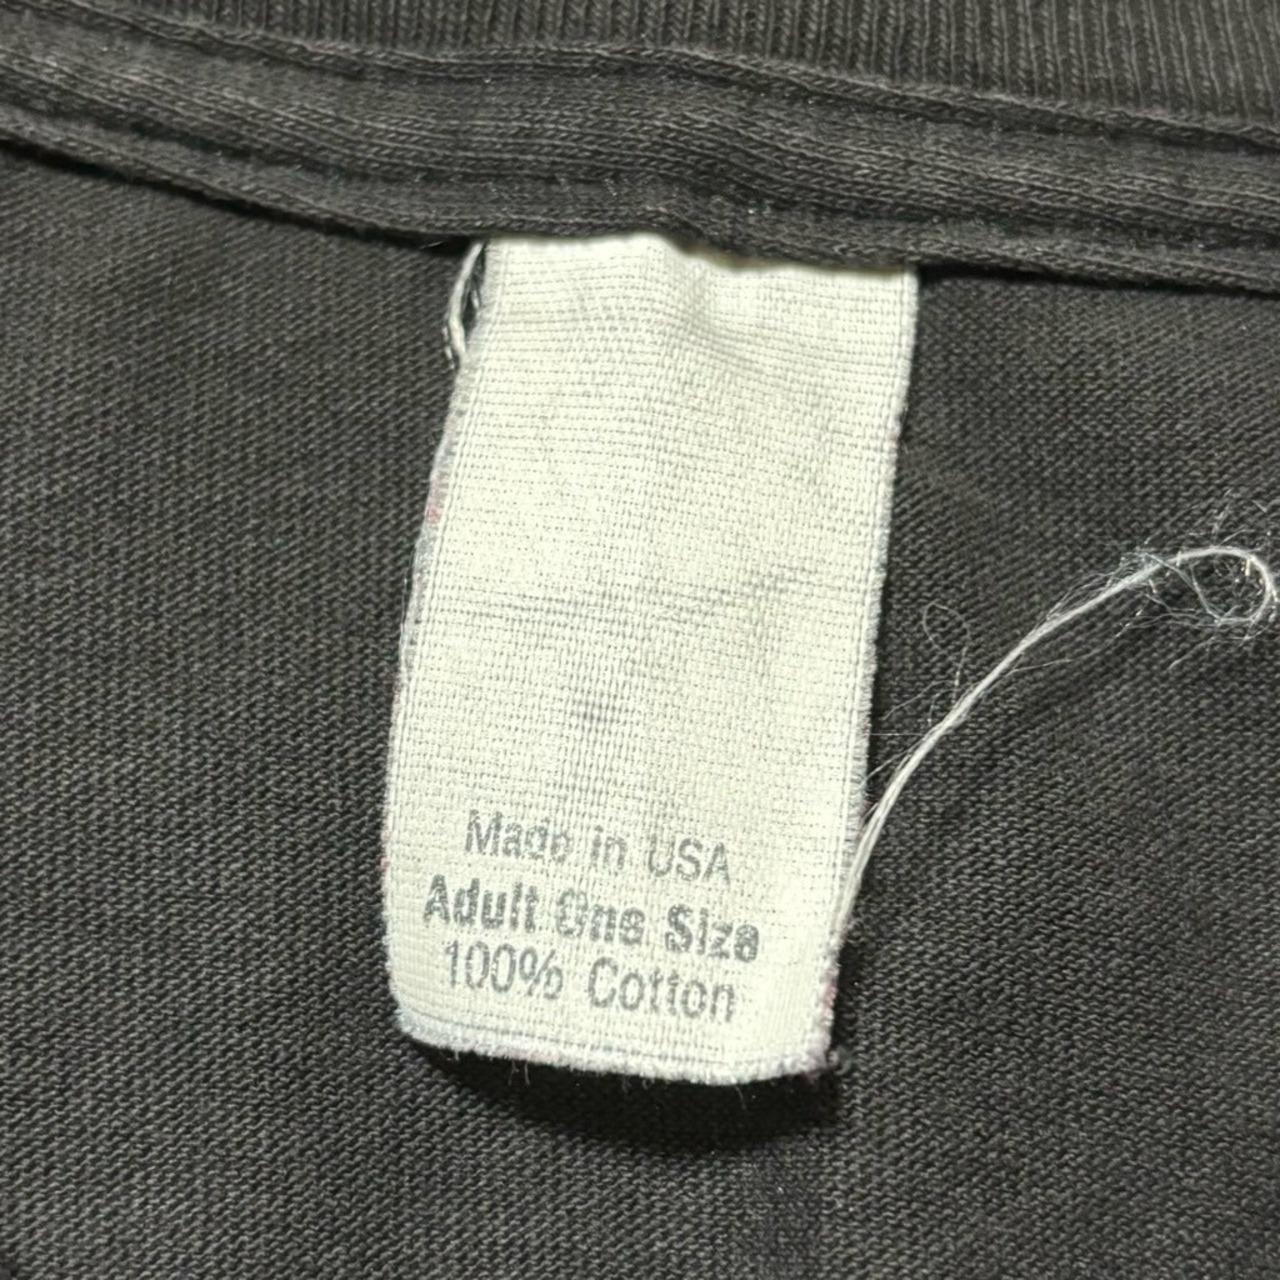 Made in USA
Adult One Size
100% Cotton